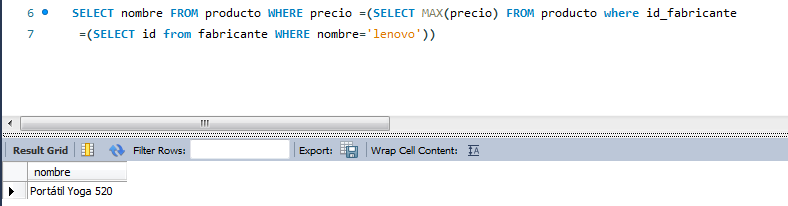 6 SELECT nombre FROM producto WHERE precio =(SELECT MAX(precio) FROM producto where id_fabricante
7 =(SELECT id from fabricante WHERE nombre='lenovo'))
Result Grid Filter Rows: Export: Wrap Cell Content: IA
nombre
Portátil Yoga 520